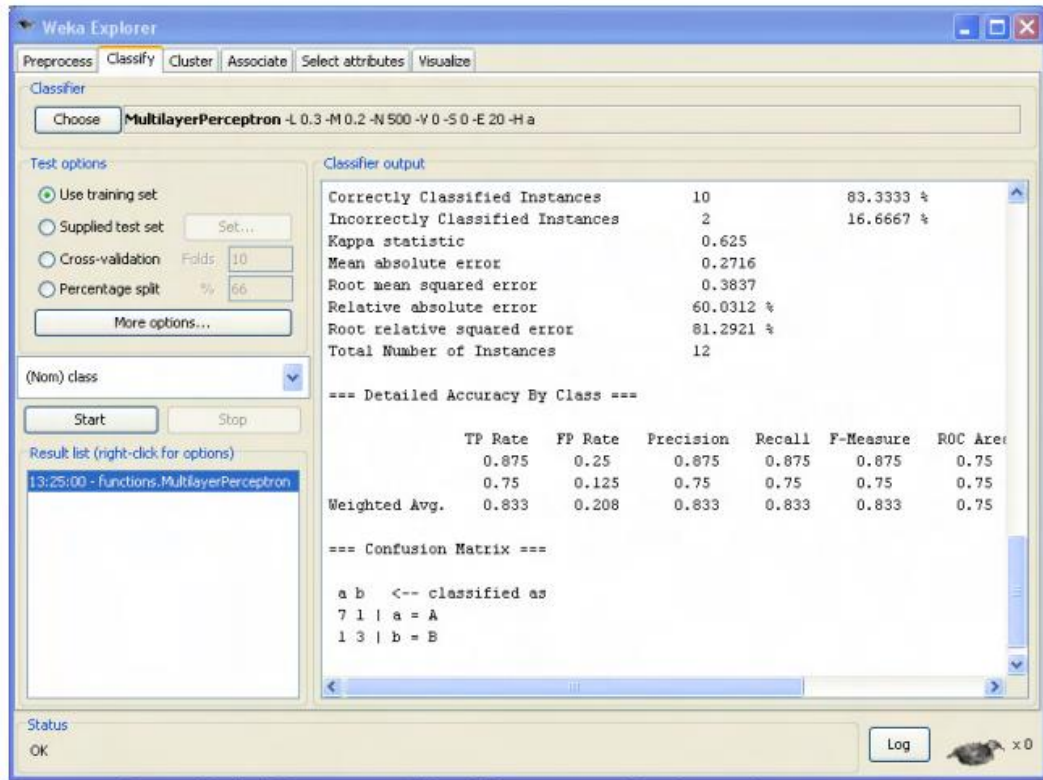 Weka Explorer
Preprocess Classify Cluster Associate Select attributes Visualize
Classifier
Choose MultilayerPerceptron -L 0.3 -M 0.2 -N 500 -V 0 -S 0 -E 20 -H a
Test options
Use training set
Supplied test set Set...
Cross-validation Folds 10
Percentage split % 66
More options...
(Nom) class
Start Stop
Result list (right-click for options)
13:25:00 - functions.MultilayerPerceptron
Classifier output
Correctly Classified Instances 10 83.3333 %
Incorrectly Classified Instances 2 16.6667 %
Kappa statistic 0.625
Mean absolute error 0.2716
Root mean squared error 0.3837
Relative absolute error 60.0312 %
Root relative squared error 81.2921 %
Total Number of Instances 12
=== Detailed Accuracy By Class ===
TP Rate FP Rate Precision Recall F-Measure ROC Area
0.875 0.25 0.875 0.875 0.875 0.75
0.75 0.125 0.75 0.75 0.75 0.75
Weighted Avg. 0.833 0.208 0.833 0.833 0.833 0.75
=== Confusion Matrix ===
a b <-- classified as
7 1 | a = A
1 3 | b = B
Status
OK
Log x 0